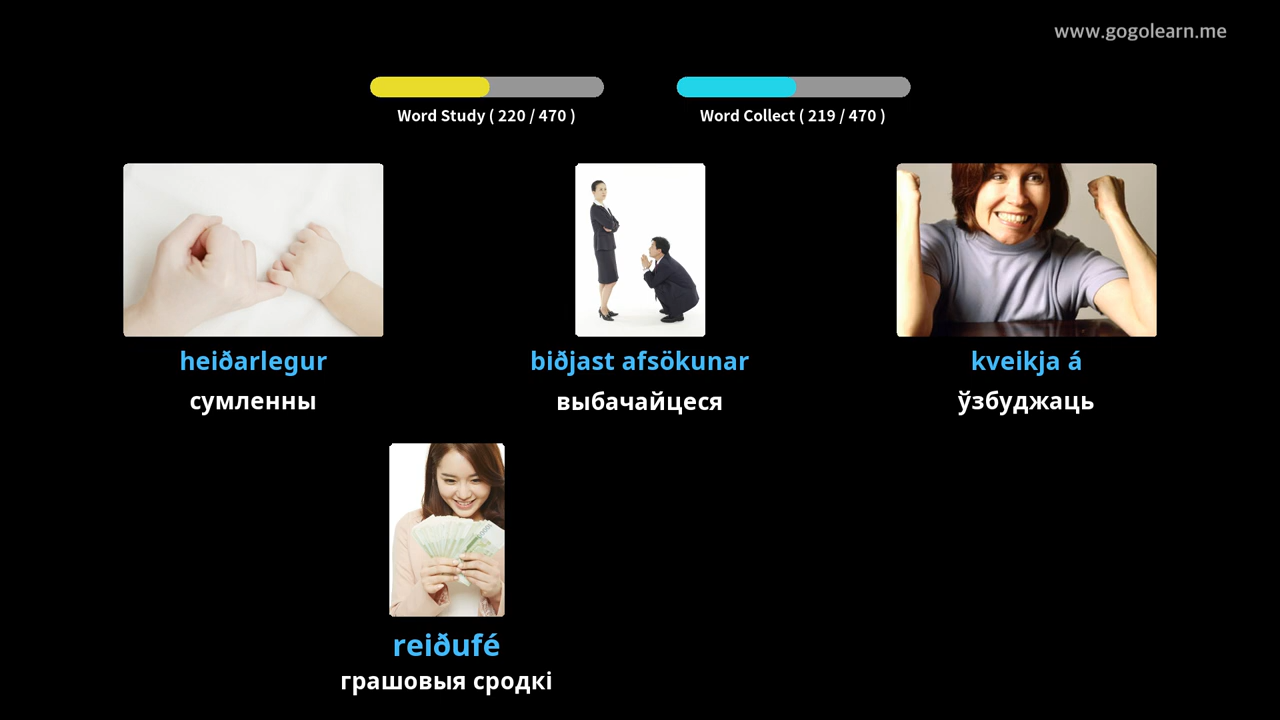 www.gogolearn.me
Word Study ( 220 / 470 )
Word Collect ( 219 / 470 )
heiðarlegur
сумленны
biðjast afsökunar
выбачайцеся
kveikja á
ўзбуджаць
reiðufé
грашовыя сродкі